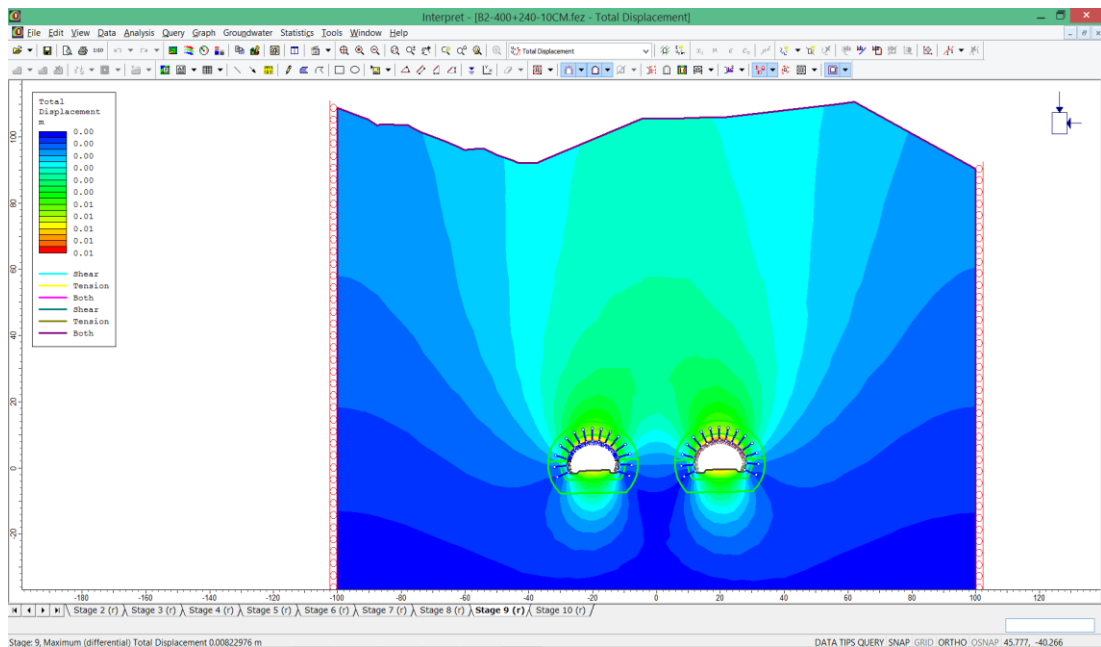 Interpret - [B2-400+240-10CM.fez - Total Displacement]
File Edit View Data Analysis Query Graph Groundwater Statistics Tools Window Help
Total Displacement
Total
Displacement
m
0.00
0.00
0.00
0.00
0.00
0.00
0.01
0.01
0.01
0.01
0.01
Shear
Tension
Both
Shear
Tension
Both
100
80
60
40
20
0
-20
-180 -160 -140 -120 -100 -80 -60 -40 -20 0 20 40 60 80 100 120
Stage 2 (r) Stage 3 (r) Stage 4 (r) Stage 5 (r) Stage 6 (r) Stage 7 (r) Stage 8 (r) Stage 9 (r) Stage 10 (r)
Stage: 9, Maximum (differential) Total Displacement 0.00822976 m
DATA TIPS QUERY SNAP GRID ORTHO OSNAP 45.777, -40.266